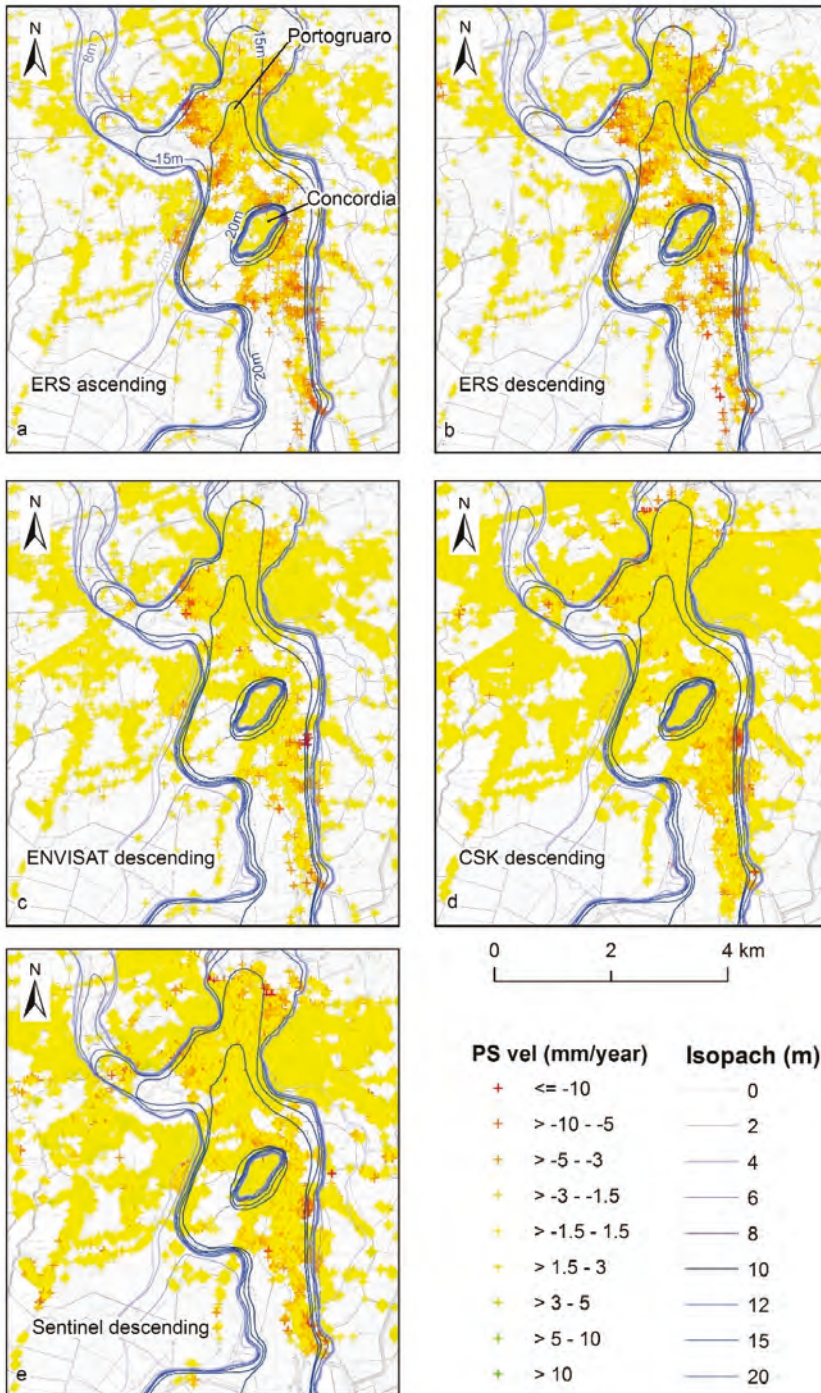 N
8m
15m
Portogruaro
15m
Concordia
20m
20m
ERS ascending
a
N
ERS descending
b
N
ENVISAT descending
c
N
CSK descending
d
N
Sentinel descending
e
0 2 4 km
PS vel (mm/year) Isopach (m)
<= -10 0
> -10 - -5 2
> -5 - -3 4
> -3 - -1.5 6
> -1.5 - 1.5 8
> 1.5 - 3 10
> 3 - 5 12
> 5 - 10 15
> 10 20